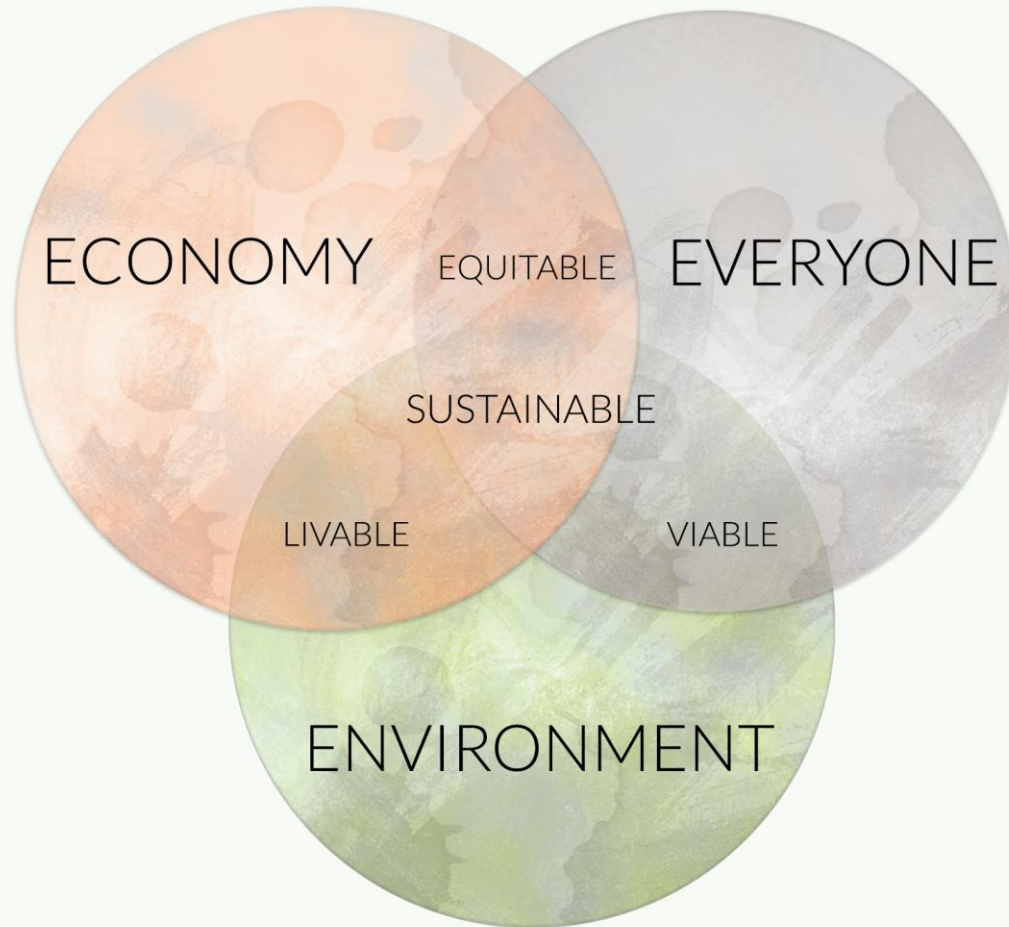 ECONOMY
EQUITABLE
EVERYONE
SUSTAINABLE
LIVABLE
VIABLE
ENVIRONMENT